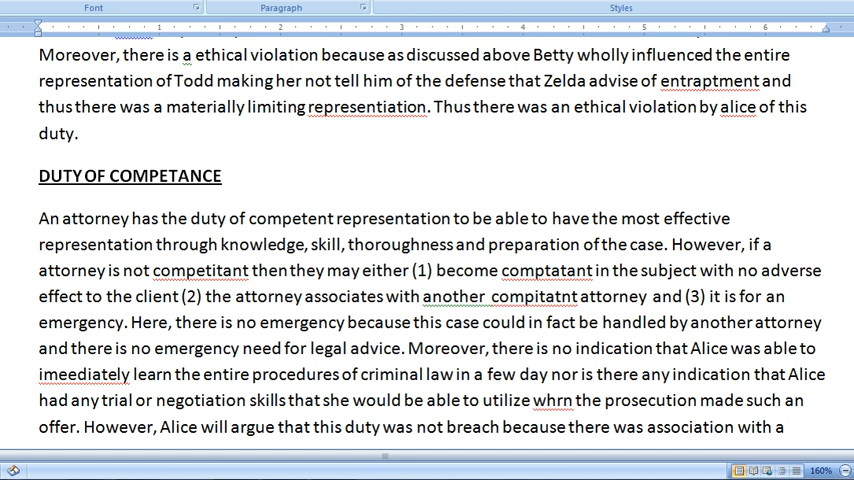 Font Paragraph Styles
1 2 3 4 5 6
Moreover, there is a ethical violation because as discussed above Betty wholly influenced the entire
representation of Todd making her not tell him of the defense that Zelda advise of entraptment and
thus there was a materially limiting representiation. Thus there was an ethical violation by alice of this
duty.
DUTY OF COMPETANCE
An attorney has the duty of competent representation to be able to have the most effective
representation through knowledge, skill, thoroughness and preparation of the case. However, if a
attorney is not competitant then they may either (1) become comptatant in the subject with no adverse
effect to the client (2) the attorney associates with another compitatnt attorney and (3) it is for an
emergency. Here, there is no emergency because this case could in fact be handled by another attorney
and there is no emergency need for legal advice. Moreover, there is no indication that Alice was able to
imeediately learn the entire procedures of criminal law in a few day nor is there any indication that Alice
had any trial or negotiation skills that she would be able to utilize whrn the prosecution made such an
offer. However, Alice will argue that this duty was not breach because there was association with a
160%